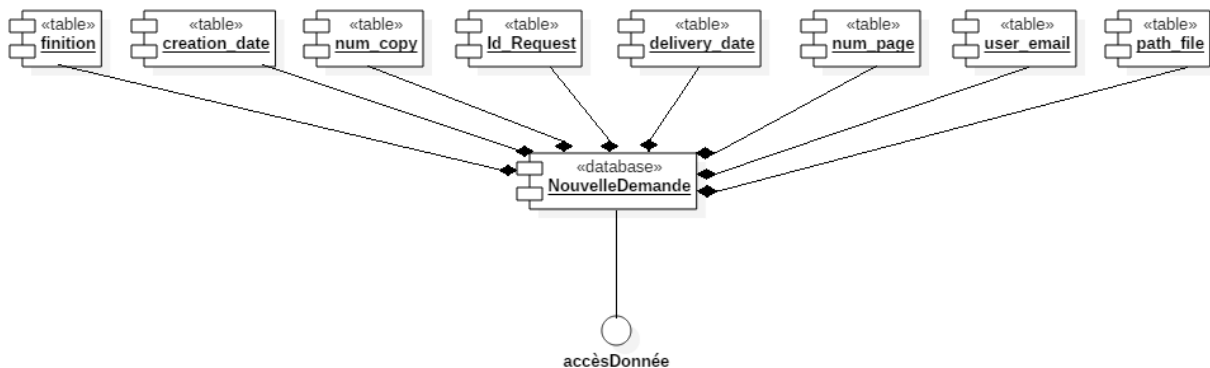 «table» «table» «table» «table» «table» «table» «table» «table»
finition creation_date num_copy Id_Request delivery_date num_page user_email path_file
«database»
NouvelleDemande
accèsDonnée